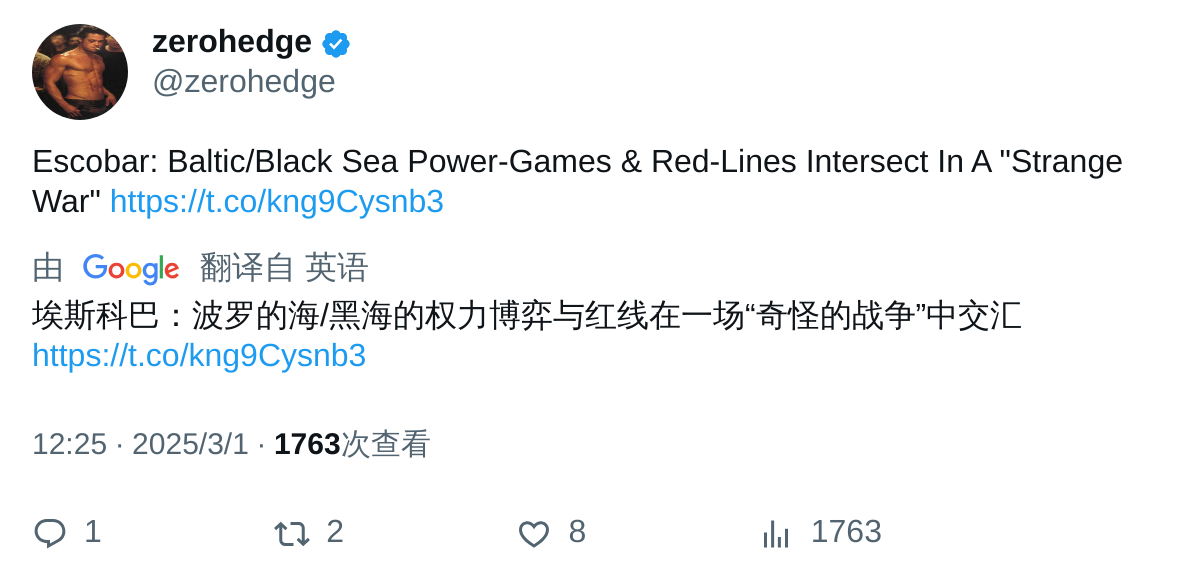 zerohedge
@zerohedge
Escobar: Baltic/Black Sea Power-Games & Red-Lines Intersect In A "Strange
War" https://t.co/kng9Cysnb3
由 Google 翻译自 英语
埃斯科巴：波罗的海/黑海的权力博弈与红线在一场“奇怪的战争”中交汇
https://t.co/kng9Cysnb3
12:25 · 2025/3/1 · 1763次查看
1 2 8 1763